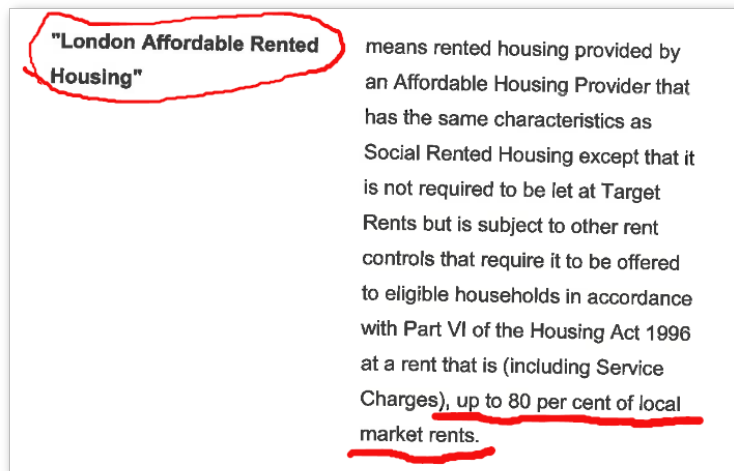 "London Affordable Rented
Housing"
means rented housing provided by
an Affordable Housing Provider that
has the same characteristics as
Social Rented Housing except that it
is not required to be let at Target
Rents but is subject to other rent
controls that require it to be offered
to eligible households in accordance
with Part VI of the Housing Act 1996
at a rent that is (including Service
Charges), up to 80 per cent of local
market rents.